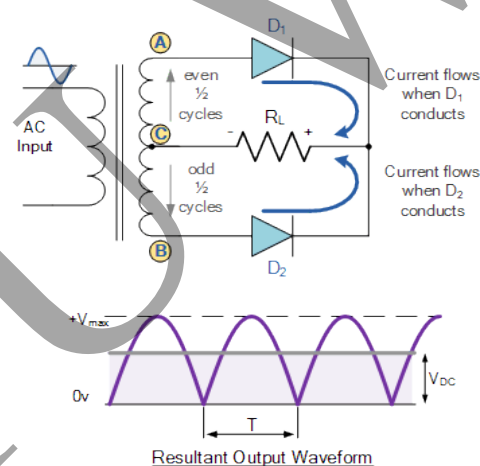 D1
A
AC
Input
even
½
cycles
Current flows
when D1
conducts
C
- RL +
odd
½
cycles
Current flows
when D2
conducts
B
D2
+Vmax
0v
VDC
T
Resultant Output Waveform